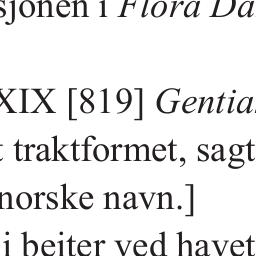 sjonen i Flora Da
XIX [819] Gentia
t traktformet, sagt
norske navn.]
i beiter ved havet